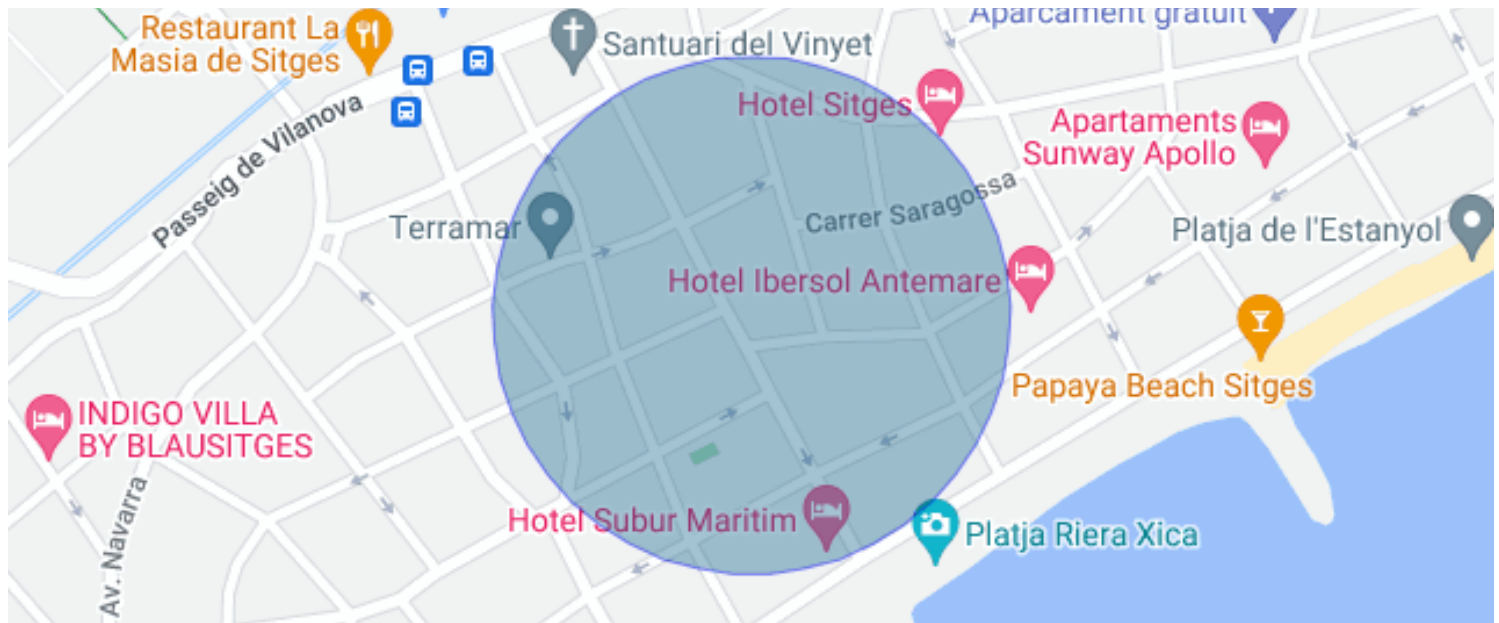 Aparcament gratuït
Restaurant La
Masia de Sitges
Santuari del Vinyet
Hotel Sitges
Apartaments
Sunway Apollo
Passeig de Vilanova
Carrer Saragossa
Terramar
Platja de l'Estanyol
Hotel Ibersol Antemare
Papaya Beach Sitges
INDIGO VILLA
BY BLAUSITGES
Av. Navarra
Hotel Subur Maritim
Platja Riera Xica